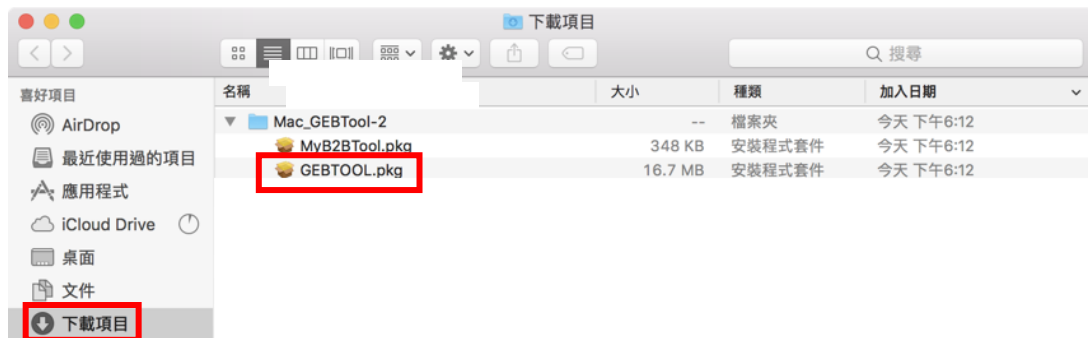 下載項目
搜尋
喜好項目
AirDrop
最近使用過的項目
應用程式
iCloud Drive
桌面
文件
下載項目
名稱 大小 種類 加入日期
Mac_GEBTool-2 -- 檔案夾 今天 下午6:12
MyB2BTool.pkg 348 KB 安裝程式套件 今天 下午6:12
GEBTOOL.pkg 16.7 MB 安裝程式套件 今天 下午6:12